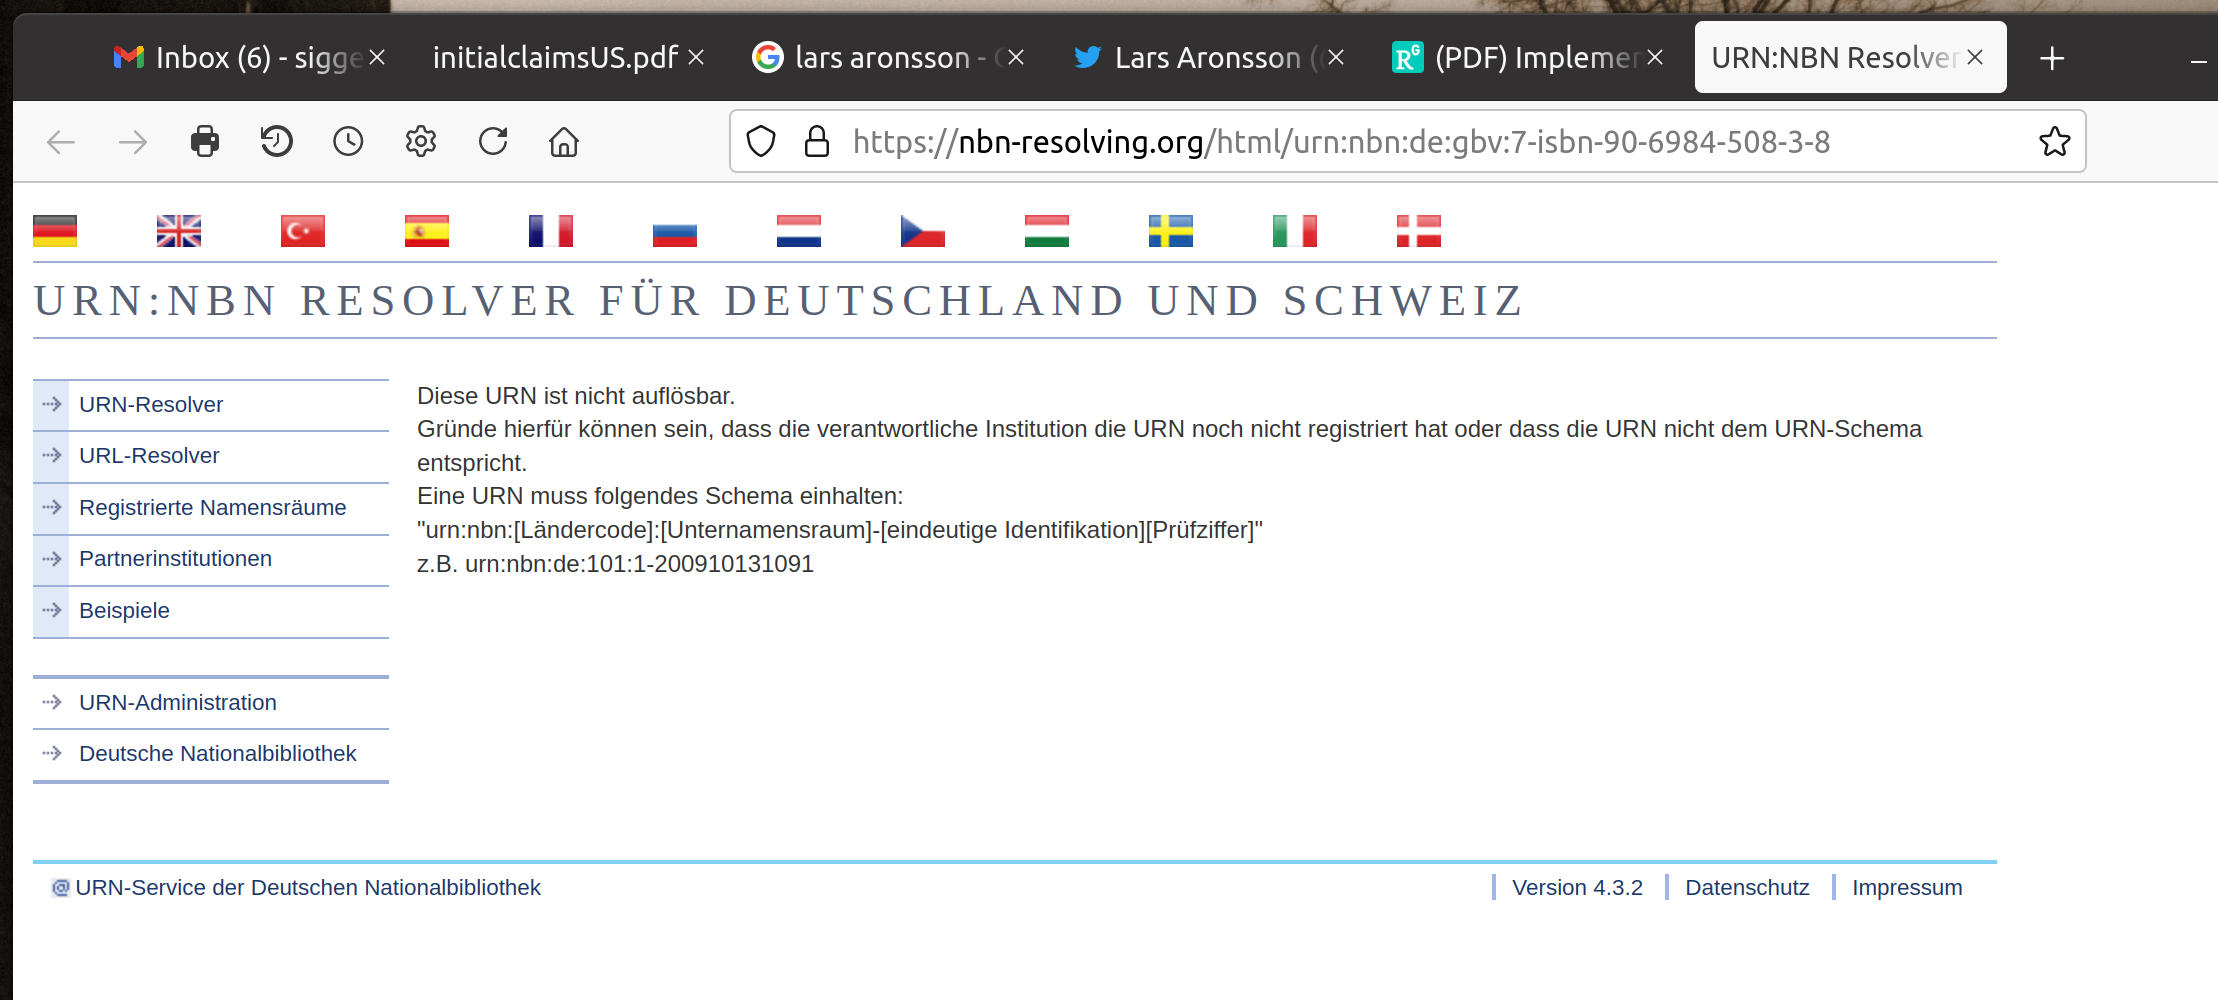 Inbox (6) - sigge
initialclaimsUS.pdf
lars aronsson -
Lars Aronsson (
(PDF) Implemer
URN:NBN Resolver
https://nbn-resolving.org/html/urn:nbn:de:gbv:7-isbn-90-6984-508-3-8
URN:NBN RESOLVER FÜR DEUTSCHLAND UND SCHWEIZ
URN-Resolver
URL-Resolver
Registrierte Namensräume
Partnerinstitutionen
Beispiele
URN-Administration
Deutsche Nationalbibliothek
Diese URN ist nicht auflösbar.
Gründe hierfür können sein, dass die verantwortliche Institution die URN noch nicht registriert hat oder dass die URN nicht dem URN-Schema
entspricht.
Eine URN muss folgendes Schema einhalten:
"urn:nbn:[Ländercode]:[Unternamensraum]-[eindeutige Identifikation][Prüfziffer]"
z.B. urn:nbn:de:101:1-200910131091
@ URN-Service der Deutschen Nationalbibliothek
Version 4.3.2
Datenschutz
Impressum